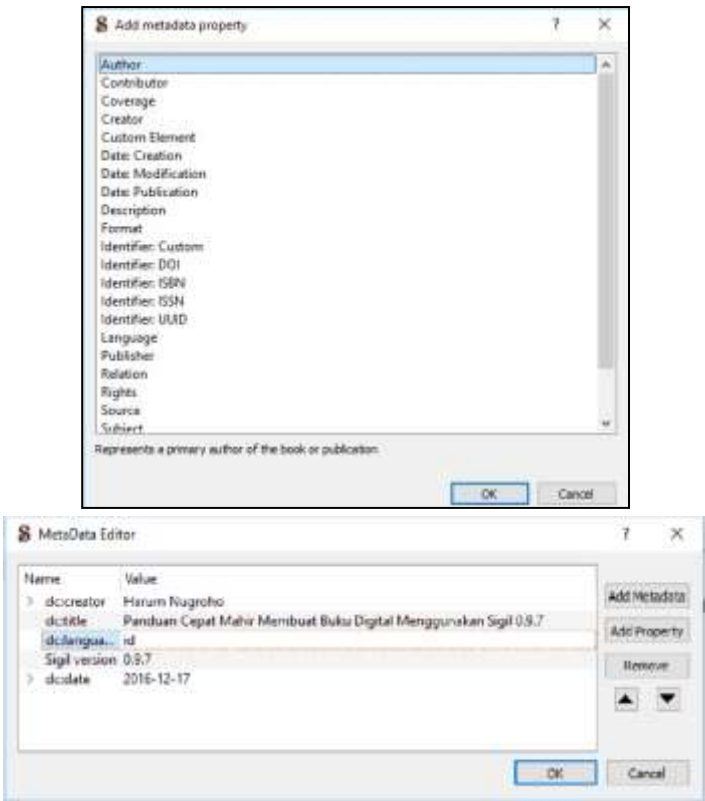 Add metadata property
?
Author
Contributor
Coverage
Creator
Custom Element
Date: Creation
Date: Modification
Date: Publication
Description
Format
Identifier: Custom
Identifier: DOI
Identifier: ISBN
Identifier: ISSN
Identifier: UUID
Language
Publisher
Relation
Rights
Source
Subject
Represents a primary author of the book or publication
OK Cancel
MetaData Editor
?
Name Value
dc:creator Harum Nugroho
dc:title Panduan Cepat Mahir Membuat Buku Digital Menggunakan Sigil 0.9.7
dc:langua... id
Sigil version 0.9.7
dc:date 2016-12-17
Add Metadata
Add Property
Remove
OK Cancel